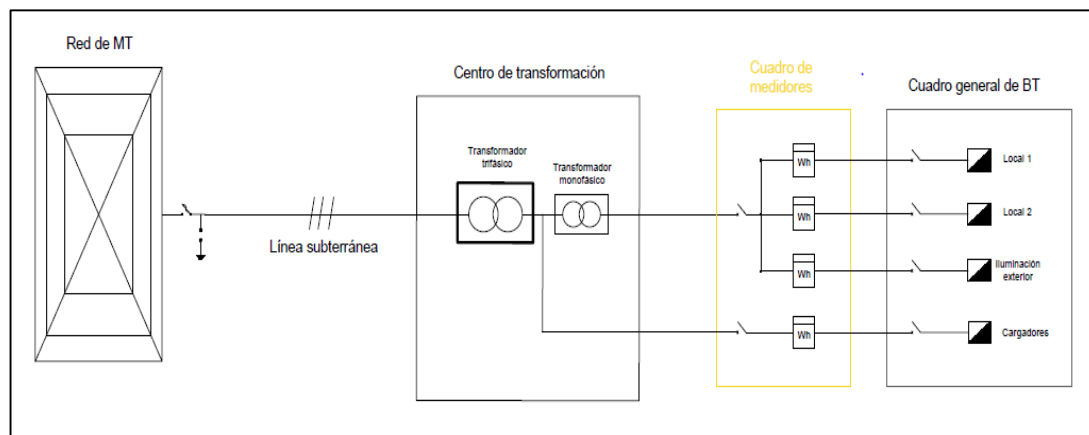 Red de MT
Línea subterránea
Centro de transformación
Transformador
trifásico
Transformador
monofásico
Cuadro de
medidores
Wh
Wh
Wh
Wh
Cuadro general de BT
Local 1
Local 2
Iluminación
exterior
Cargadores